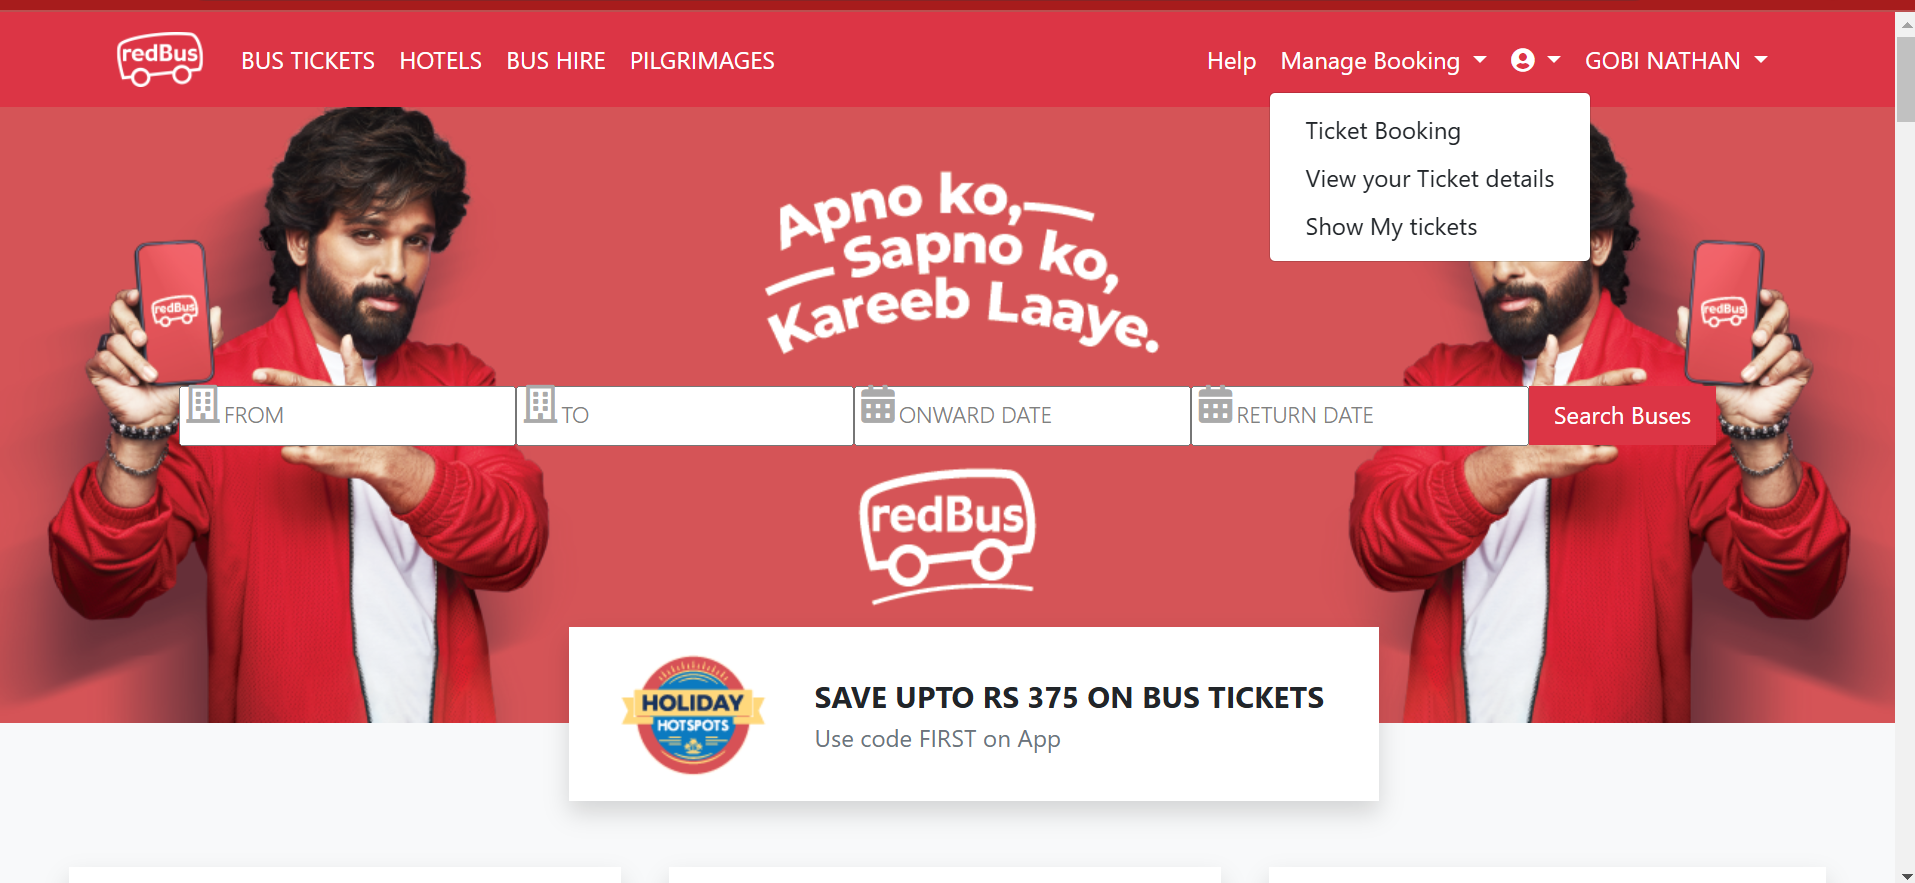 redBus BUS TICKETS HOTELS BUS HIRE PILGRIMAGES Help Manage Booking GOBI NATHAN
Ticket Booking
View your Ticket details
Show My tickets
Apno ko,
Sapno ko,
Kareeb Laaye.
redBus
redBus
FROM TO ONWARD DATE RETURN DATE Search Buses
redBus
HOLIDAY
HOTSPOTS
SAVE UPTO RS 375 ON BUS TICKETS
Use code FIRST on App